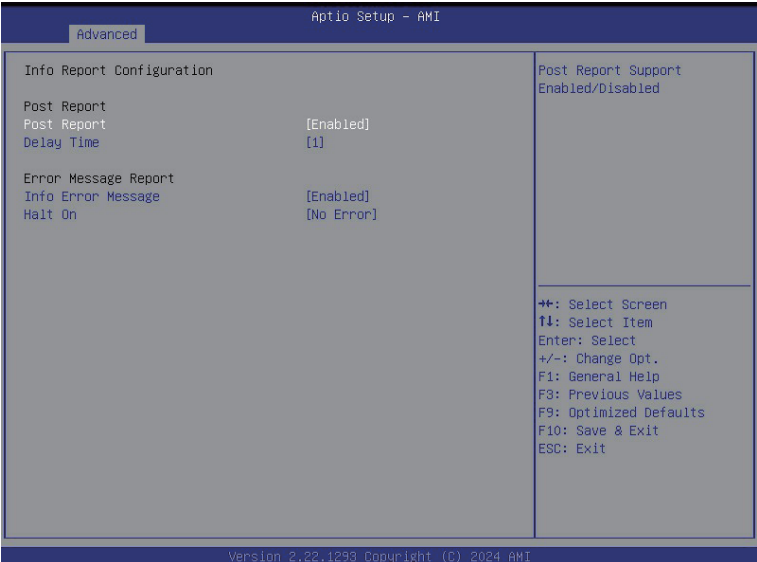 Aptio Setup – AMI
Advanced
Info Report Configuration
Post Report
Post Report [Enabled]
Delay Time [1]
Error Message Report
Info Error Message [Enabled]
Halt On [No Error]
Post Report Support
Enabled/Disabled
→←: Select Screen
↑↓: Select Item
Enter: Select
+/-: Change Opt.
F1: General Help
F3: Previous Values
F9: Optimized Defaults
F10: Save & Exit
ESC: Exit
Version 2.22.1293 Copyright (C) 2024 AMI